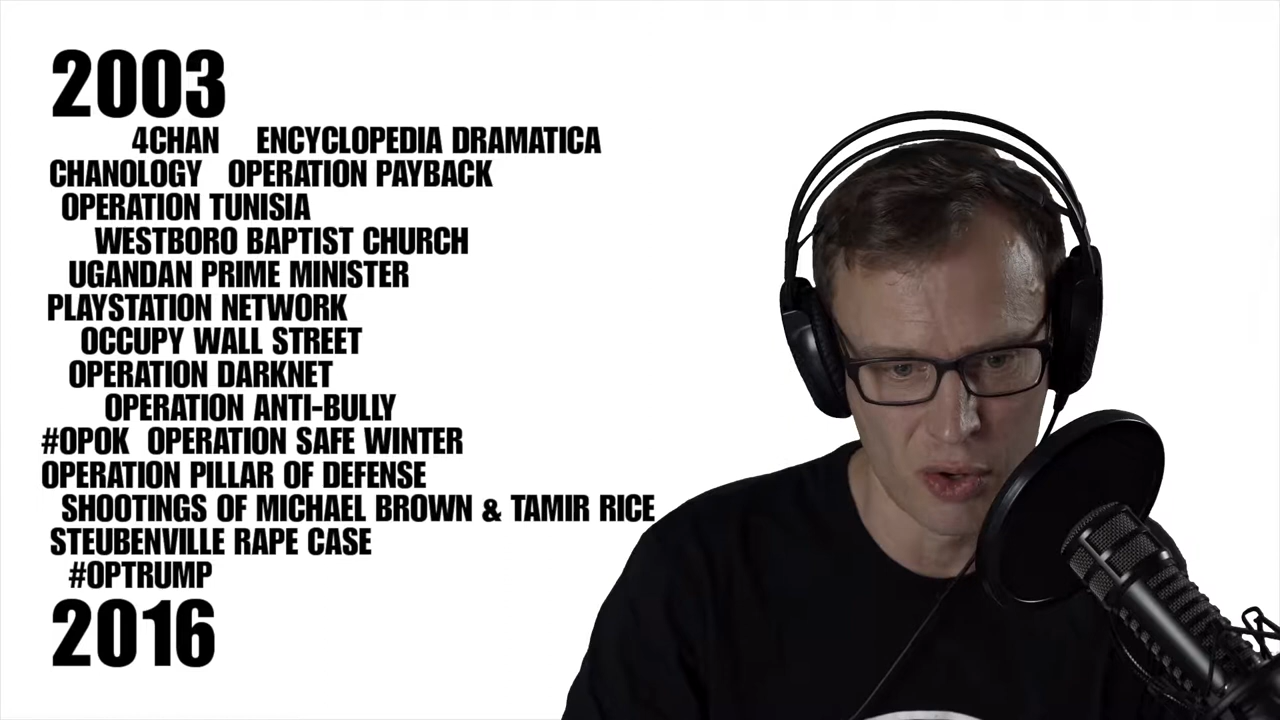 2003
4CHAN ENCYCLOPEDIA DRAMATICA
CHANOLOGY OPERATION PAYBACK
OPERATION TUNISIA
WESTBORO BAPTIST CHURCH
UGANDAN PRIME MINISTER
PLAYSTATION NETWORK
OCCUPY WALL STREET
OPERATION DARKNET
OPERATION ANTI-BULLY
#OPOK OPERATION SAFE WINTER
OPERATION PILLAR OF DEFENSE
SHOOTINGS OF MICHAEL BROWN & TAMIR RICE
STEUBENVILLE RAPE CASE
#OPTRUMP
2016